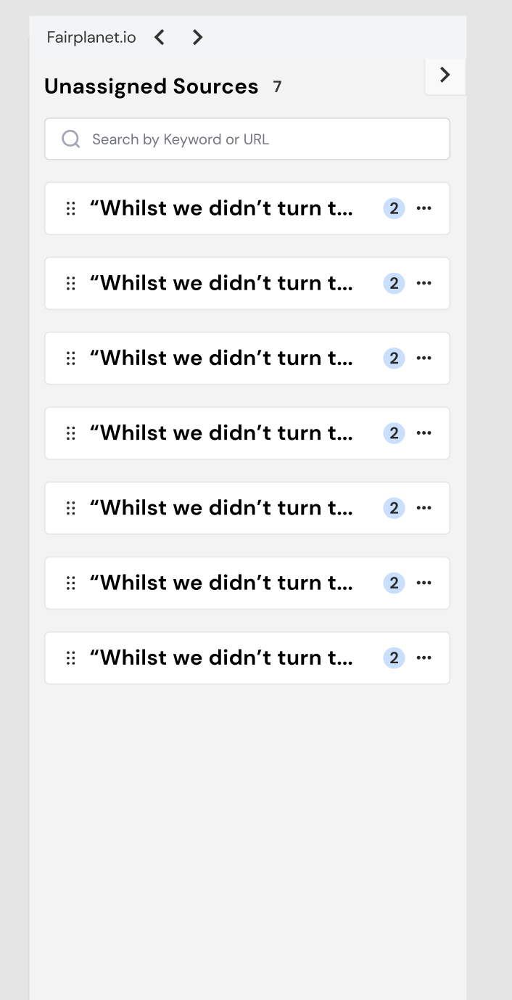 Fairplanet.io
Unassigned Sources 7
Search by Keyword or URL
“Whilst we didn’t turn t... 2
“Whilst we didn’t turn t... 2
“Whilst we didn’t turn t... 2
“Whilst we didn’t turn t... 2
“Whilst we didn’t turn t... 2
“Whilst we didn’t turn t... 2
“Whilst we didn’t turn t... 2